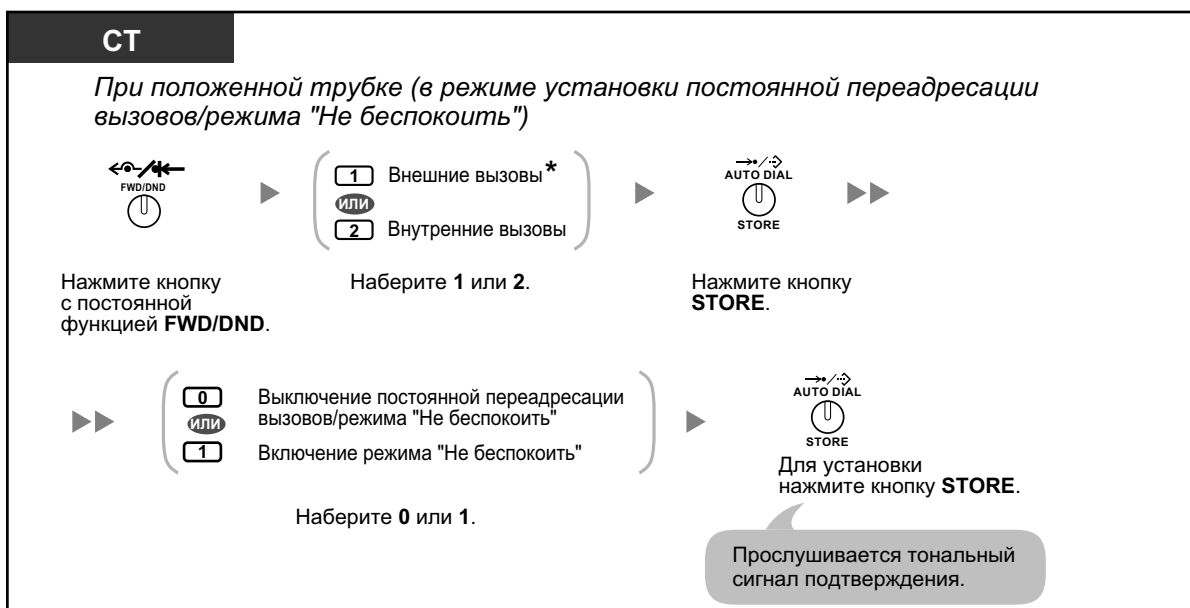 СТ
При положенной трубке (в режиме установки постоянной переадресации
вызовов/режима "Не беспокоить")
FWD/DND
1 Внешние вызовы*
или
2 Внутренние вызовы
AUTO DIAL
STORE
Нажмите кнопку
с постоянной
функцией FWD/DND.
Наберите 1 или 2.
Нажмите кнопку
STORE.
0 Выключение постоянной переадресации
или вызовов/режима "Не беспокоить"
1 Включение режима "Не беспокоить"
Наберите 0 или 1.
AUTO DIAL
STORE
Для установки
нажмите кнопку STORE.
Прослушивается тональный
сигнал подтверждения.